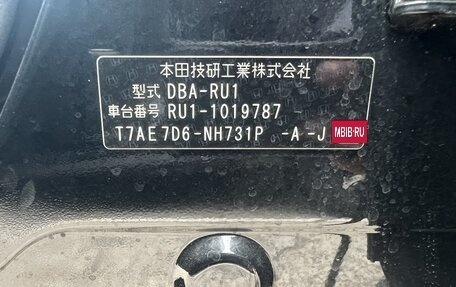 本田技研工業株式会社
型式 DBA-RU1
車台番号 RU1-1019787
T7AE7D6-NH731P -A-J
MBIB.RU